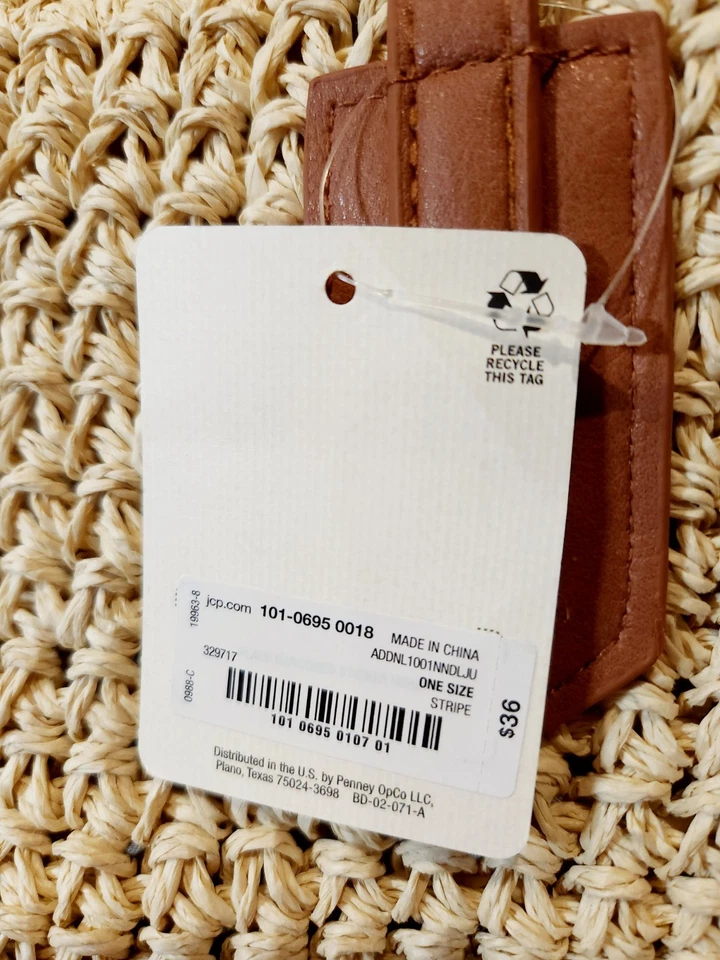 PLEASE
RECYCLE
THIS TAG
19963-8
jcp.com 101-0695 0018 MADE IN CHINA
329717
ADDNL1001NNDLJU
ONE SIZE
STRIPE
0988-C
$36
101 0695 0107 01
Distributed in the U.S. by Penney OpCo LLC,
Plano, Texas 75024-3698 BD-02-071-A